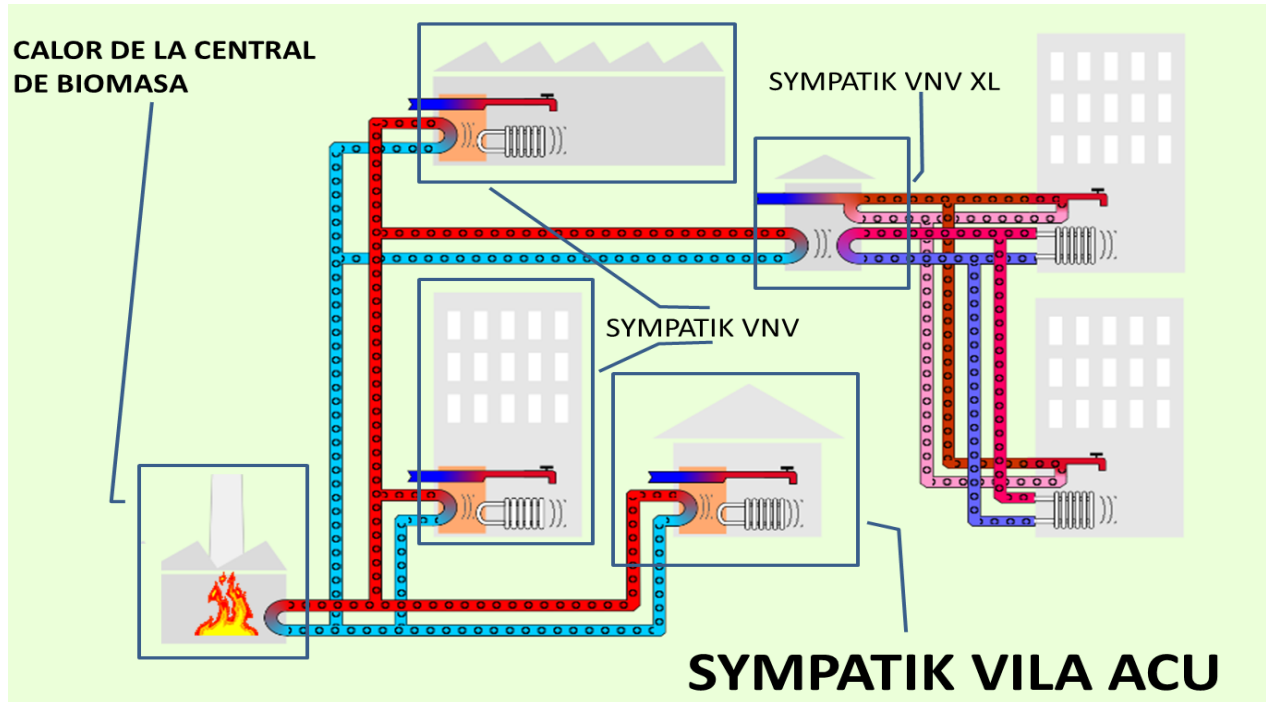 CALOR DE LA CENTRAL
DE BIOMASA
SYMPATIK VNV XL
SYMPATIK VNV
SYMPATIK VILA ACU